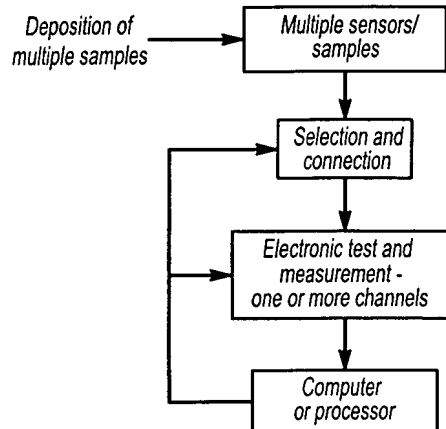 Deposition of
multiple samples
Multiple sensors/
samples
Selection and
connection
Electronic test and
measurement -
one or more channels
Computer
or processor